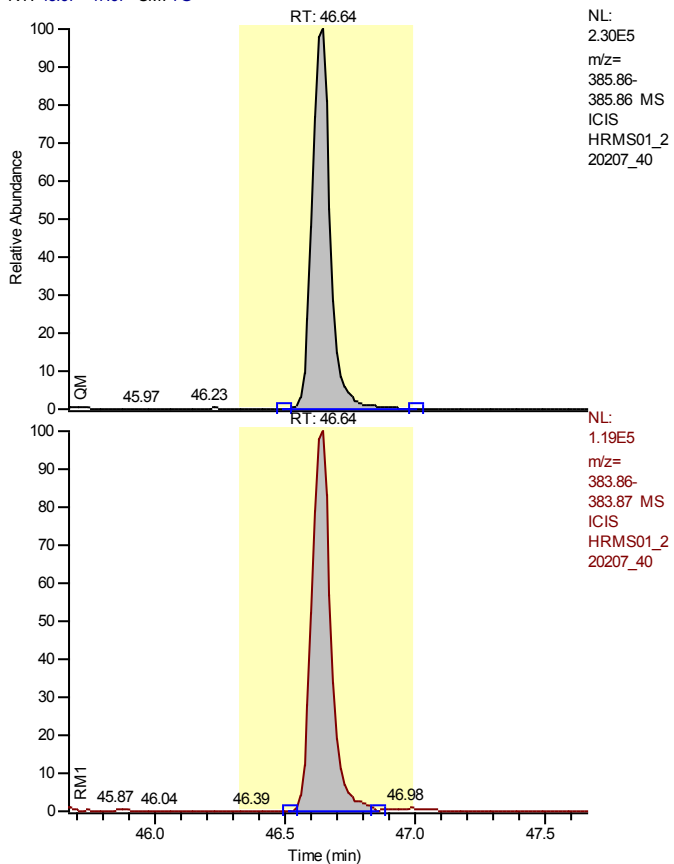 RT: 46.64
NL:
2.30E5
m/z=
385.86-
385.86 MS
ICIS
HRMS01_2
20207_40
100
90
80
70
60
50
40
30
20
10
0
Relative Abundance
QM
45.97
46.23
RT: 46.64
NL:
1.19E5
m/z=
383.86-
383.87 MS
ICIS
HRMS01_2
20207_40
100
90
80
70
60
50
40
30
20
10
0
RM1
45.87
46.04
46.39
46.98
46.0
46.5
47.0
47.5
Time (min)